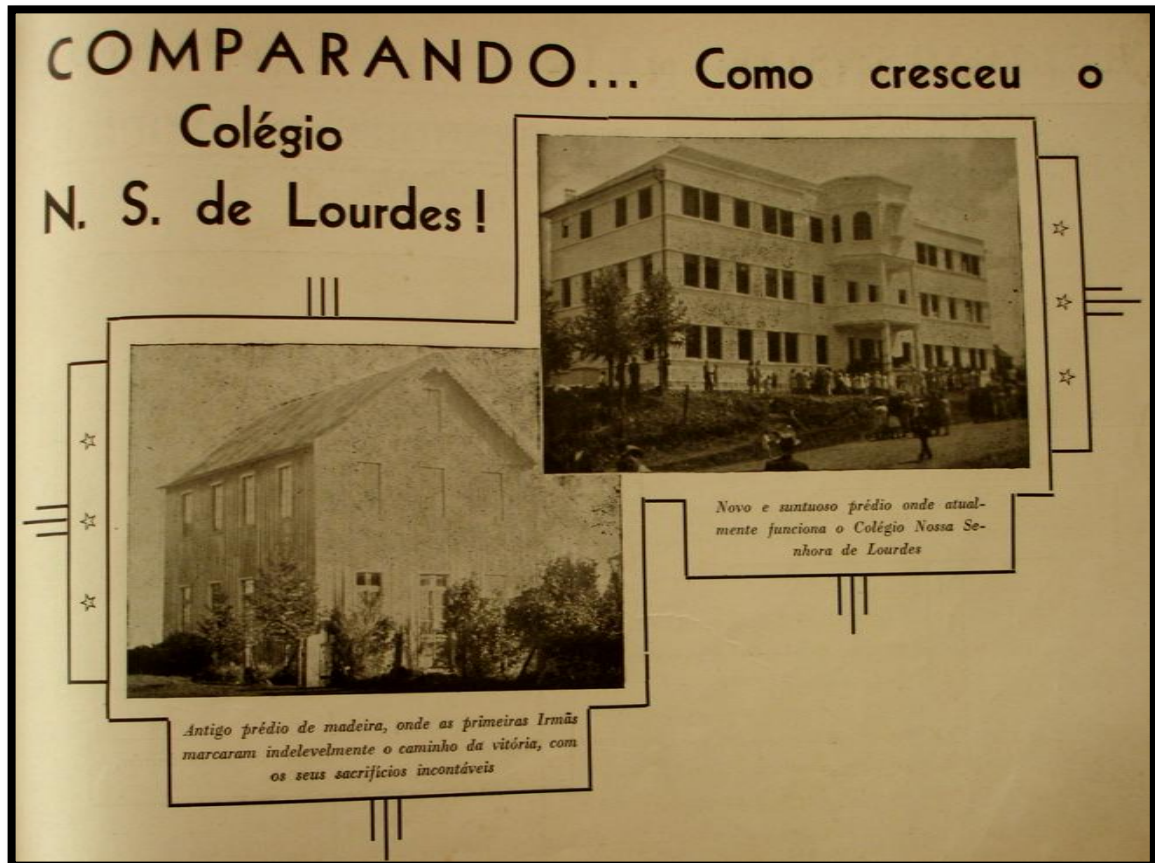 COMPARANDO... Como cresceu o
Colégio
N. S. de Lourdes!
Novo e suntuoso prédio onde atual-
mente funciona o Colégio Nossa Se-
nhora de Lourdes
Antigo prédio de madeira, onde as primeiras Irmãs
marcaram indelevelmente o caminho da vitória, com
os seus sacrifícios incontáveis